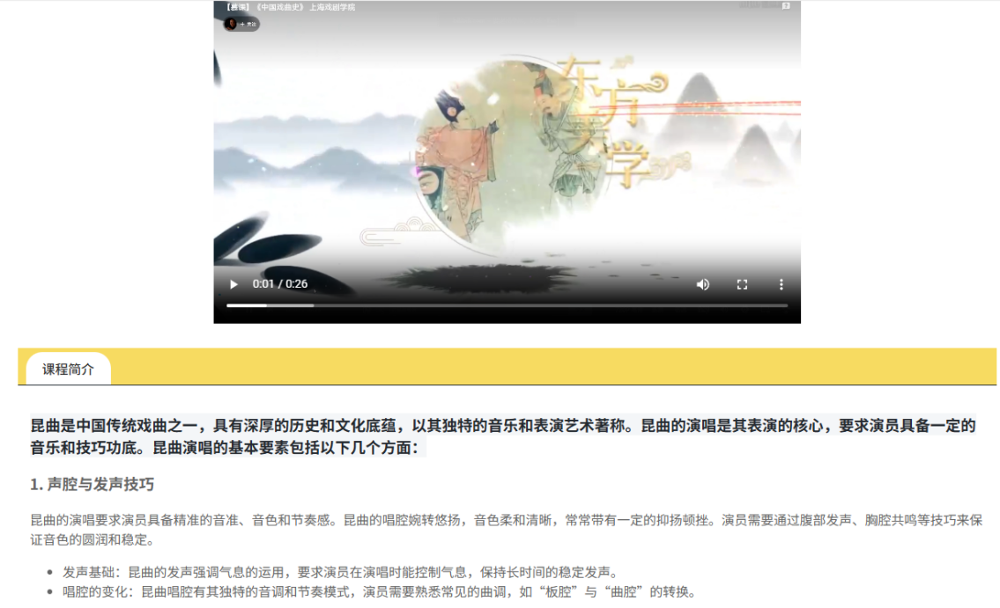 【慕课】《中国戏曲史》 上海戏剧学院
+ 关注
东方美学
0:01 / 0:26
课程简介
昆曲是中国传统戏曲之一，具有深厚的历史和文化底蕴，以其独特的音乐和表演艺术著称。昆曲的演唱是其表演的核心，要求演员具备一定的
音乐和技巧功底。昆曲演唱的基本要素包括以下几个方面：
1. 声腔与发声技巧
昆曲的演唱要求演员具备精准的音准、音色和节奏感。昆曲的唱腔婉转悠扬，音色柔和清晰，常常带有一定的抑扬顿挫。演员需要通过腹部发声、胸腔共鸣等技巧来保
证音色的圆润和稳定。
• 发声基础：昆曲的发声强调气息的运用，要求演员在演唱时能控制气息，保持长时间的稳定发声。
• 唱腔的变化：昆曲唱腔有其独特的音调和节奏模式，演员需要熟悉常见的曲调，如“板腔”与“曲腔”的转换。